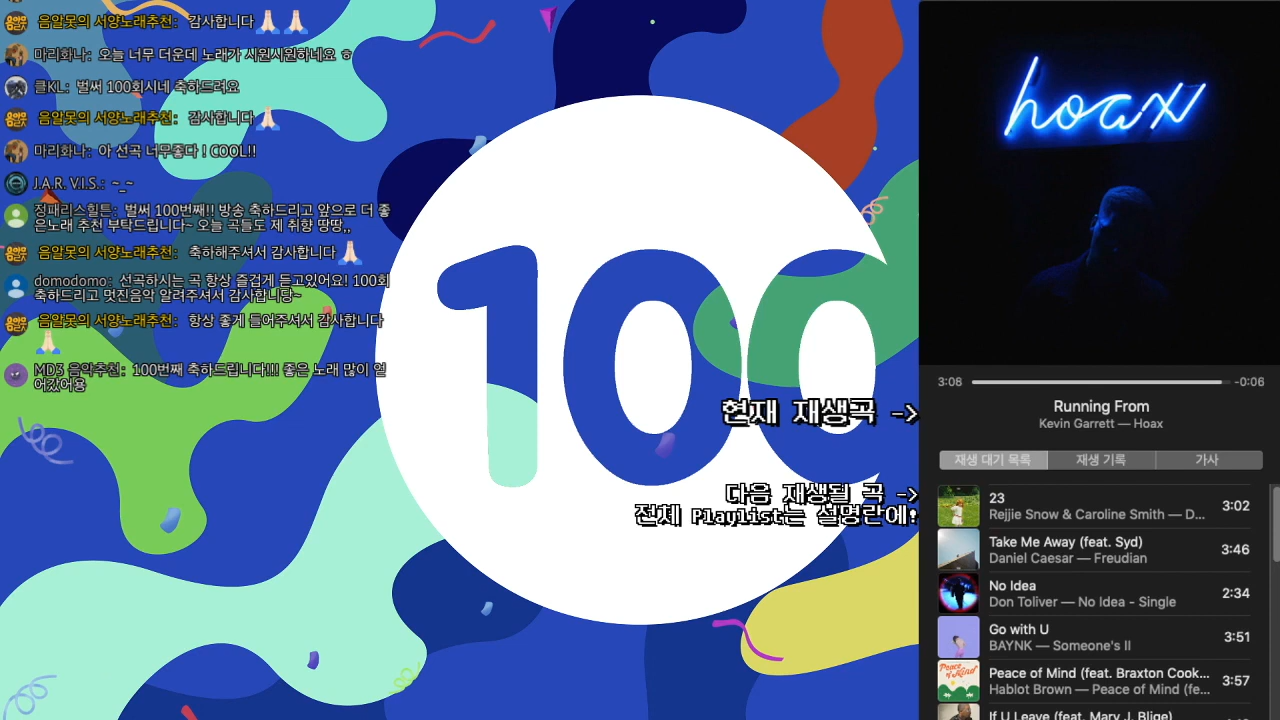 음알못의 서양노래추천: 감사합니다🙏🏻🙏🏻
마리화나: 오늘 너무 더운데 노래가 시원시원하네요 ㅎ
클KL: 벌써 100회시네 축하드려요
음알못의 서양노래추천: 감사합니다🙏🏻
마리화나: 아 선곡 너무좋다 ! COOL!!
J.A.R. V.I.S.: ~_~
정패리스힐튼: 벌써 100번째!! 방송 축하드리고 앞으로 더 좋
은노래 추천 부탁드립니다~ 오늘 곡들도 제 취향 땅땅,,
음알못의 서양노래추천: 축하해주셔서 감사합니다🙏🏻
domodomo: 선곡하시는 곡 항상 즐겁게 듣고있어요! 100회
축하드리고 멋진음악 알려주셔서 감사합니당~
음알못의 서양노래추천: 항상 좋게 들어주셔서 감사합니다
🙏🏻
MD3 음악추천: 100번째 축하드립니다!!! 좋은 노래 많이 얻
어갔어용
100
현재 재생곡 ->
다음 재생될 곡 ->
전체 Playlist는 설명란에!
hoax
3:08 -0:06
Running From
Kevin Garrett — Hoax
재생 대기 목록 재생 기록 가사
23
Rejjie Snow & Caroline Smith — D... 3:02
Take Me Away (feat. Syd)
Daniel Caesar — Freudian 3:46
No Idea
Don Toliver — No Idea - Single 2:34
Go with U
BAYNK — Someone's II 3:51
Peace of Mind (feat. Braxton Cook...
Hablot Brown — Peace of Mind (fe... 3:57
If U Leave (feat. Mary J. Blige)